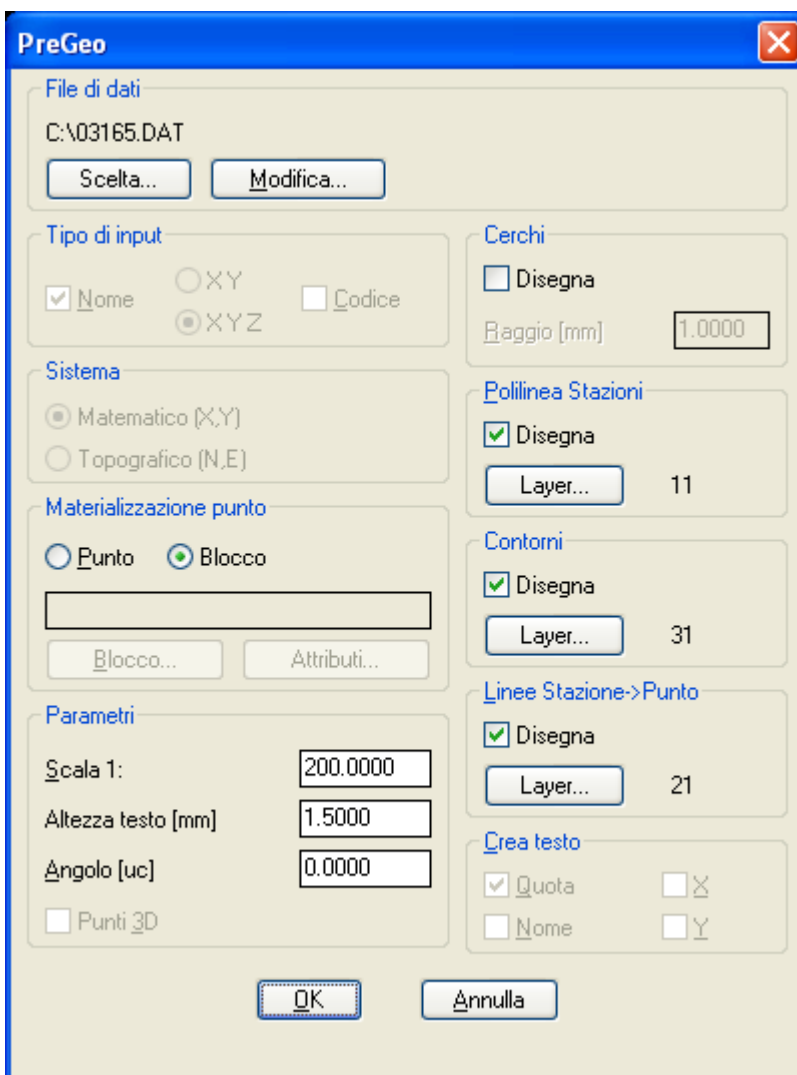 PreGeo
File di dati
C:\03165.DAT
Scelta...
Modifica...
Tipo di input
Nome
X Y
X Y Z
Codice
Sistema
Matematico (X,Y)
Topografico (N,E)
Materializzazione punto
Punto
Blocco
Blocco...
Attributi...
Parametri
Scala 1:
200.0000
Altezza testo [mm]
1.5000
Angolo [uc]
0.0000
Punti 3D
Cerchi
Disegna
Raggio [mm]
1.0000
Polilinea Stazioni
Disegna
Layer...
11
Contorni
Disegna
Layer...
31
Linee Stazione->Punto
Disegna
Layer...
21
Crea testo
Quota
X
Nome
Y
OK
Annulla